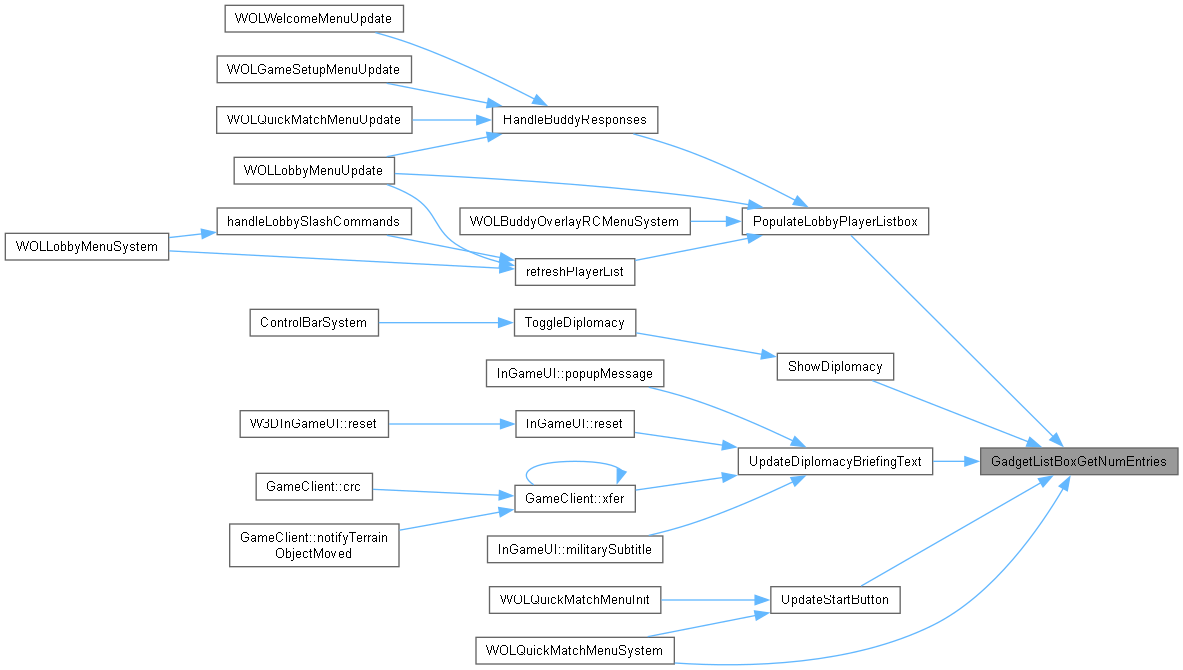 WOLWelcomeMenuUpdate
WOLGameSetupMenuUpdate
WOLQuickMatchMenuUpdate
HandleBuddyResponses
WOLLobbyMenuUpdate
handleLobbySlashCommands
WOLBuddyOverlayRCMenuSystem
PopulateLobbyPlayerListbox
WOLLobbyMenuSystem
refreshPlayerList
ControlBarSystem
ToggleDiplomacy
ShowDiplomacy
InGameUI::popupMessage
W3DInGameUI::reset
InGameUI::reset
UpdateDiplomacyBriefingText
GadgetListBoxGetNumEntries
GameClient::crc
GameClient::xfer
GameClient::notifyTerrain
ObjectMoved
InGameUI::militarySubtitle
WOLQuickMatchMenuInit
UpdateStartButton
WOLQuickMatchMenuSystem